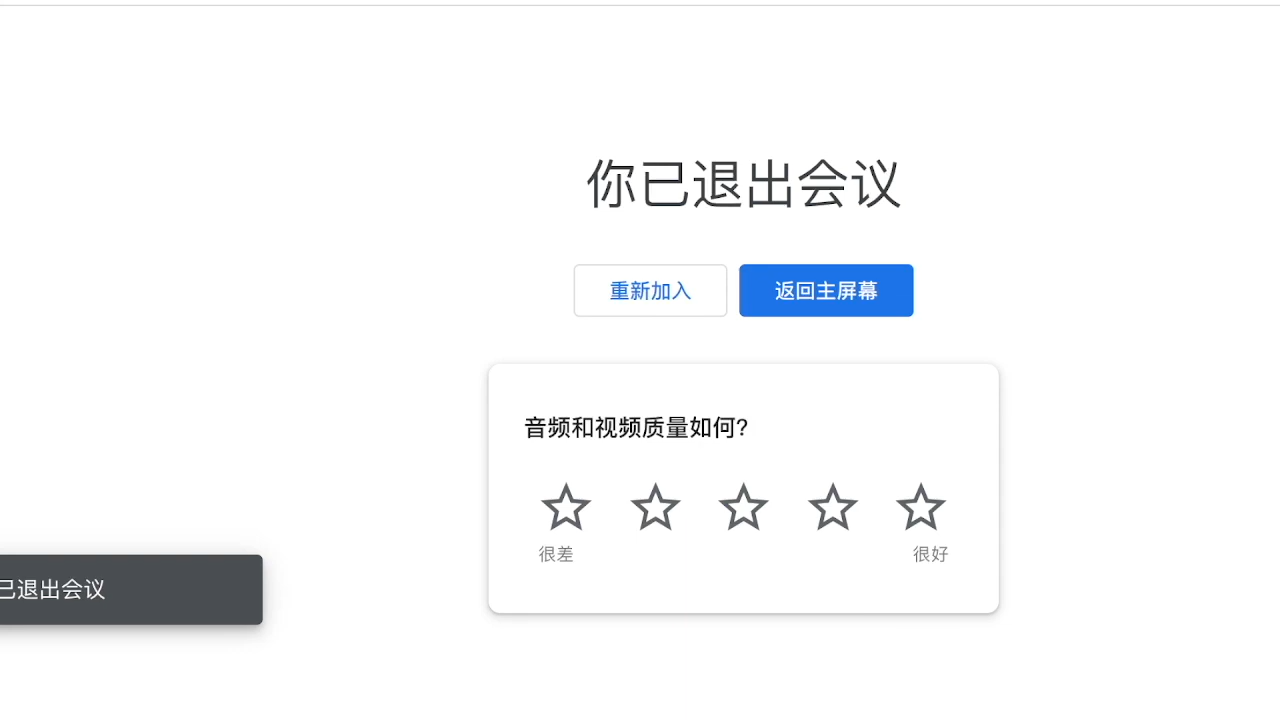 你已退出会议
重新加入
返回主屏幕
音频和视频质量如何?
很差
很好
已退出会议